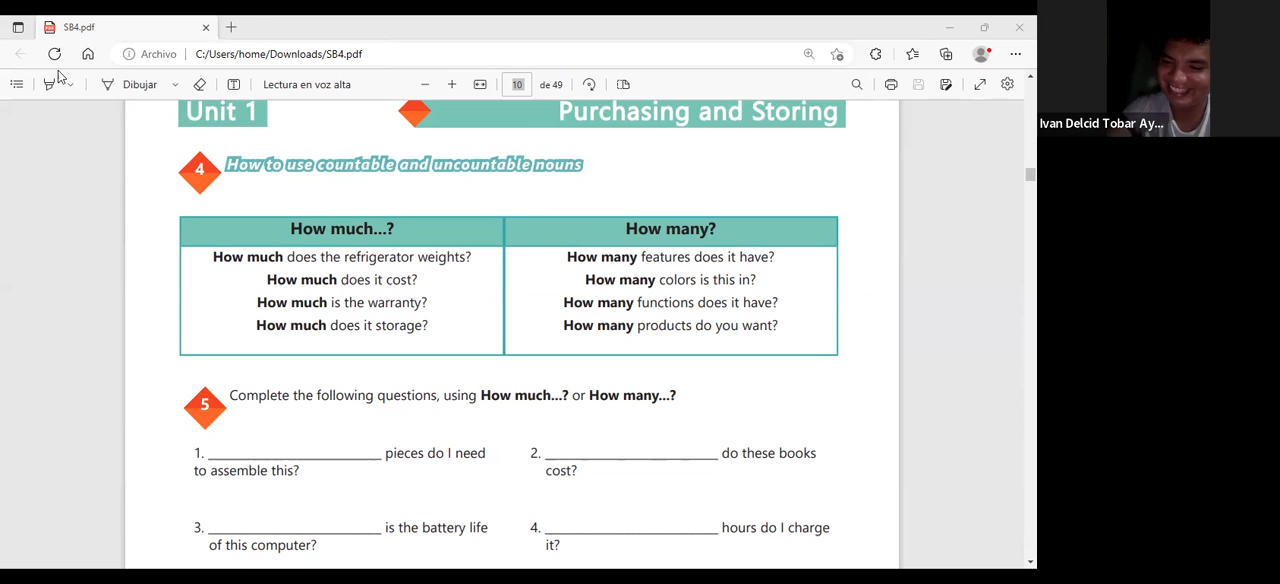 SB4.pdf
Archivo C:/Users/home/Downloads/SB4.pdf
Dibujar Lectura en voz alta 10 de 49
Unit 1 Purchasing and Storing
4 How to use countable and uncountable nouns
How much...? How many?
How much does the refrigerator weights? How many features does it have?
How much does it cost? How many colors is this in?
How much is the warranty? How many functions does it have?
How much does it storage? How many products do you want?
5 Complete the following questions, using How much...? or How many...?
1. ______________________ pieces do I need 2. ______________________ do these books
to assemble this? cost?
3. ______________________ is the battery life 4. ______________________ hours do I charge
of this computer? it?
Ivan Delcid Tobar Ay...